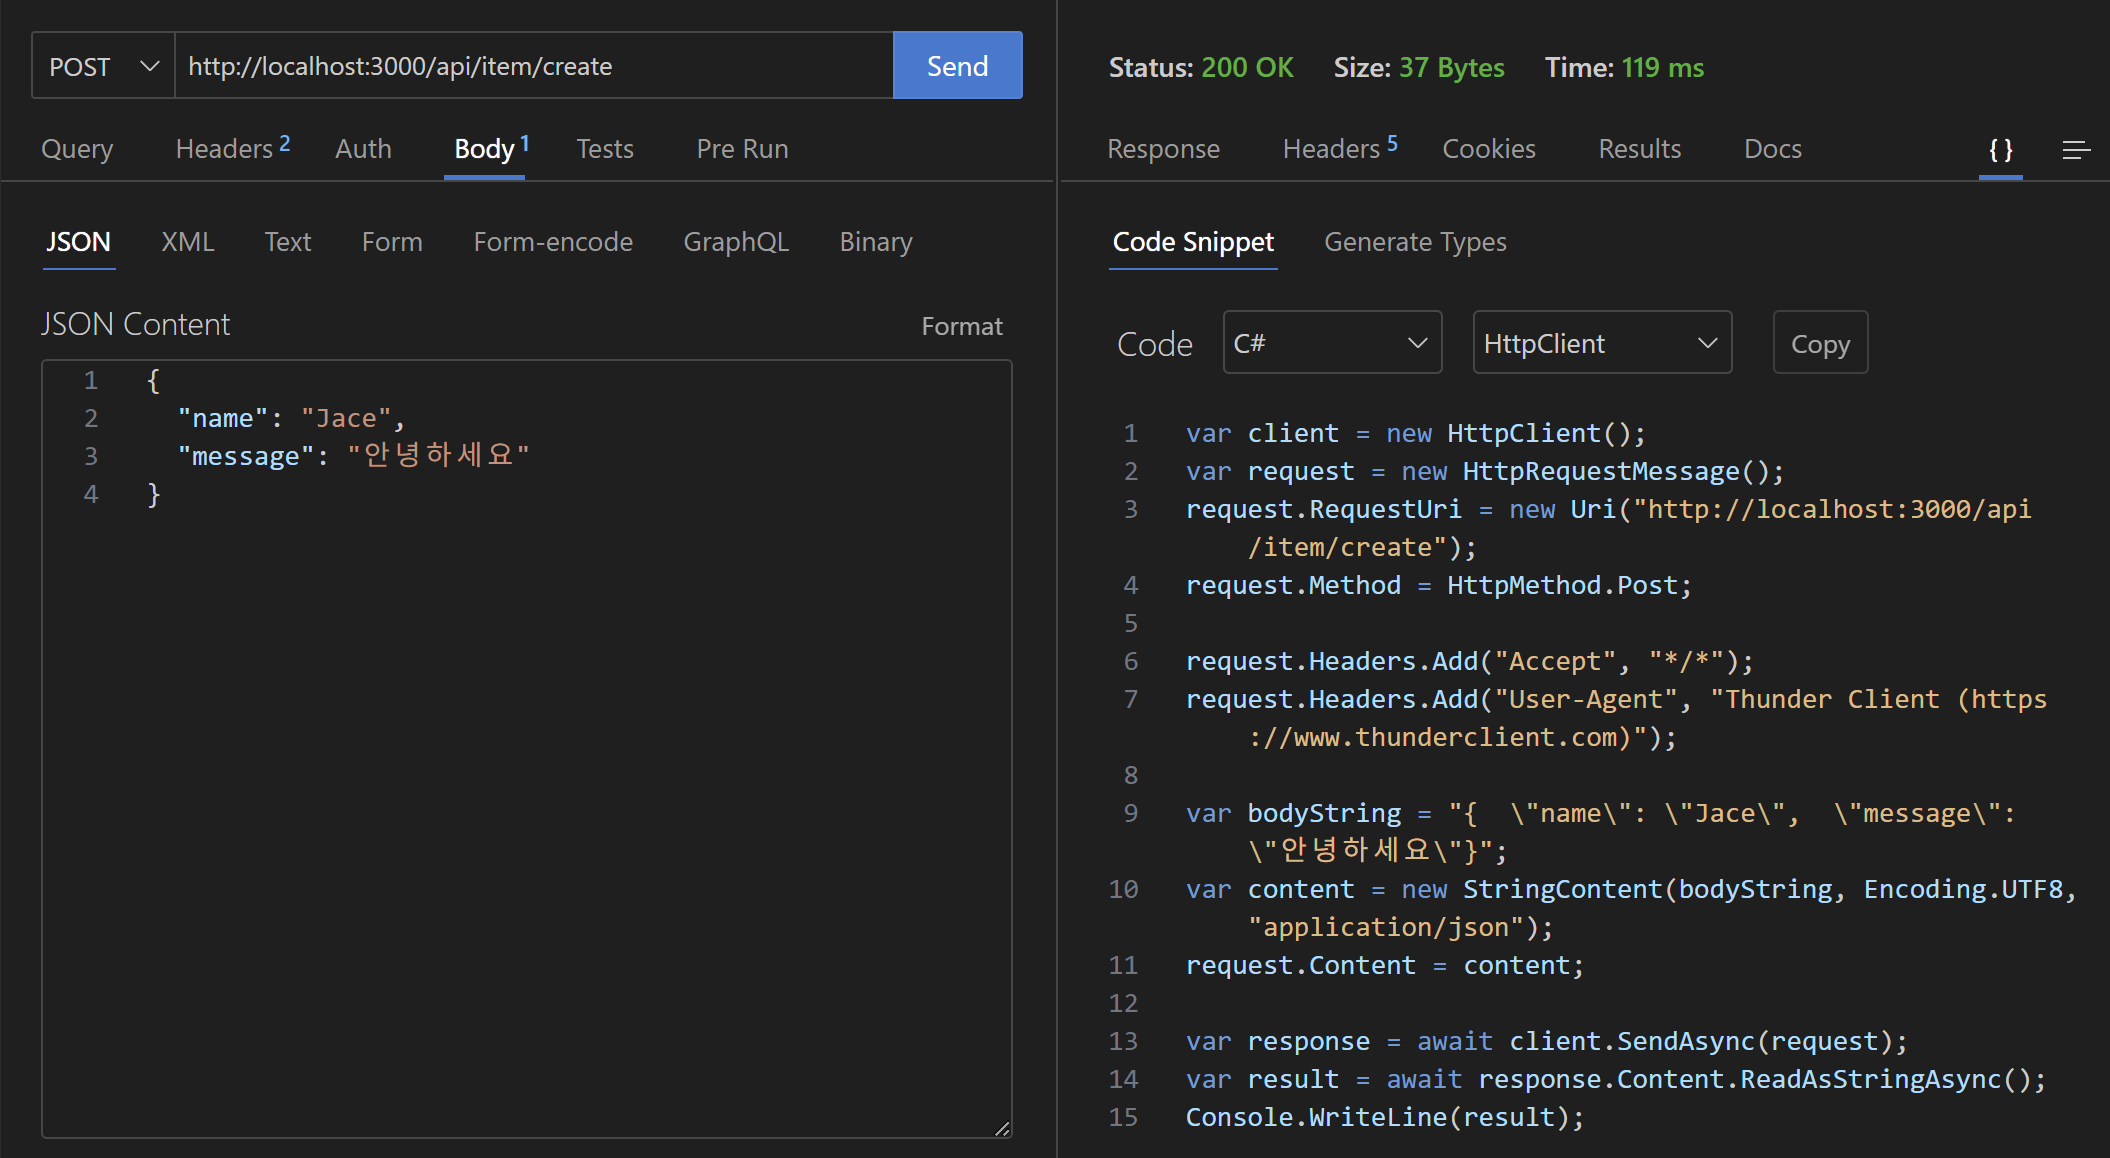 POST http://localhost:3000/api/item/create Send
Query Headers 2 Auth Body 1 Tests Pre Run
JSON XML Text Form Form-encode GraphQL Binary
JSON Content Format
1 {
2   "name": "Jace",
3   "message": "안녕하세요"
4 }
Status: 200 OK Size: 37 Bytes Time: 119 ms
Response Headers 5 Cookies Results Docs { }
Code Snippet Generate Types
Code C# HttpClient Copy
1 var client = new HttpClient();
2 var request = new HttpRequestMessage();
3 request.RequestUri = new Uri("http://localhost:3000/api
/item/create");
4 request.Method = HttpMethod.Post;
5
6 request.Headers.Add("Accept", "*/*");
7 request.Headers.Add("User-Agent", "Thunder Client (https
://www.thunderclient.com)");
8
9 var bodyString = "{  \"name\": \"Jace\",  \"message\":
\"안녕하세요\"}";
10 var content = new StringContent(bodyString, Encoding.UTF8,
"application/json");
11 request.Content = content;
12
13 var response = await client.SendAsync(request);
14 var result = await response.Content.ReadAsStringAsync();
15 Console.WriteLine(result);